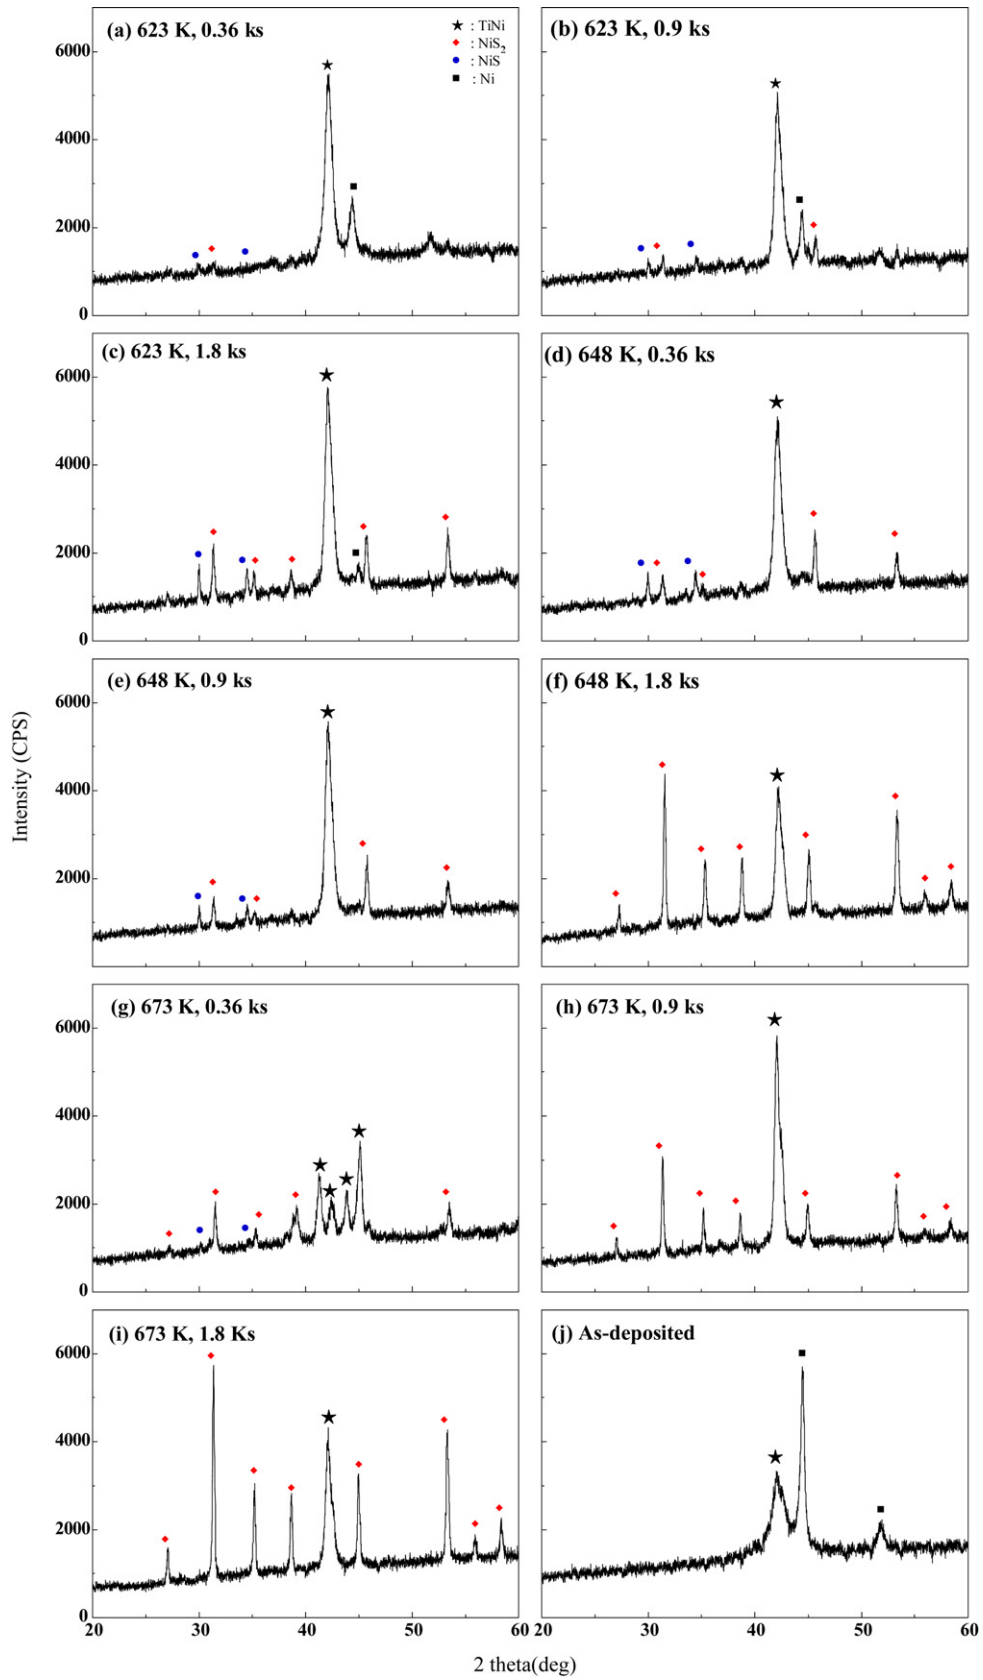 (a) 623 K, 0.36 ks
★ : TiNi
◆ : NiS₂
● : NiS
■ : Ni
(b) 623 K, 0.9 ks
6000
4000
2000
0
(c) 623 K, 1.8 ks
(d) 648 K, 0.36 ks
6000
4000
2000
0
(e) 648 K, 0.9 ks
(f) 648 K, 1.8 ks
6000
4000
2000
0
Intensity (CPS)
(g) 673 K, 0.36 ks
(h) 673 K, 0.9 ks
6000
4000
2000
0
(i) 673 K, 1.8 Ks
(j) As-deposited
6000
4000
2000
0
20 30 40 50 60 20 30 40 50 60
2 theta(deg)